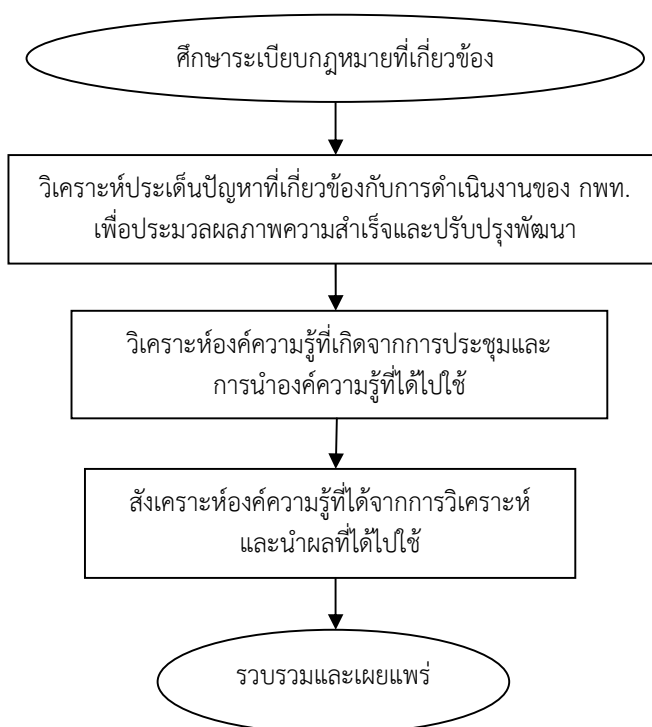 ศึกษาระเบียบกฎหมายที่เกี่ยวข้อง
วิเคราะห์ประเด็นปัญหาที่เกี่ยวข้องกับการดำเนินงานของ กพท.
เพื่อประมวลผลภาพความสำเร็จและปรับปรุงพัฒนา
วิเคราะห์องค์ความรู้ที่เกิดจากการประชุมและ
การนำองค์ความรู้ที่ได้ไปใช้
สังเคราะห์องค์ความรู้ที่ได้จากการวิเคราะห์
และนำผลที่ได้ไปใช้
รวบรวมและเผยแพร่